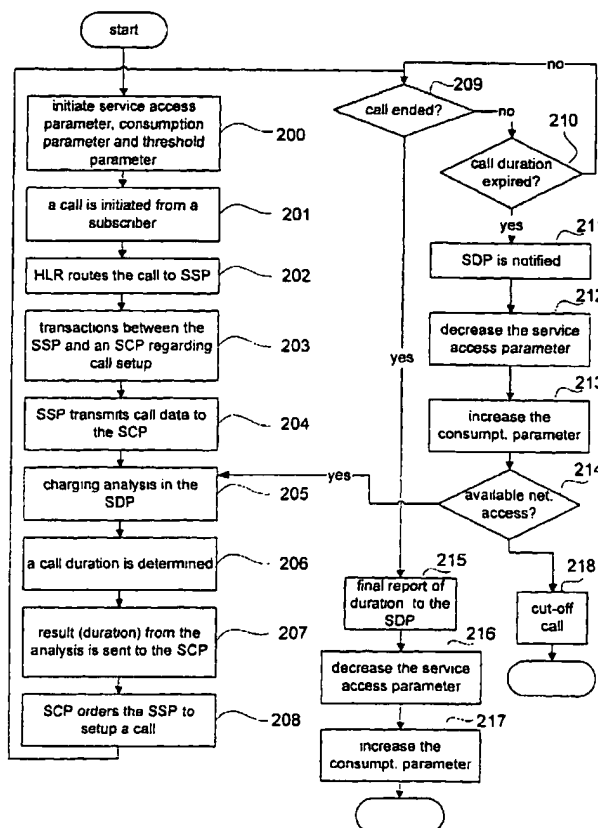 start
initiate service access
parameter, consumption
parameter and threshold
parameter
200
a call is initiated from a
subscriber
201
HLR routes the call to SSP
202
transactions between the
SSP and an SCP regarding
call setup
203
SSP transmits call data to
the SCP
204
charging analysis in the
SDP
205
a call duration is determined
206
result (duration) from the
analysis is sent to the SCP
207
SCP orders the SSP to
setup a call
208
no
209
call ended?
no
210
call duration
expired?
yes
211
SDP is notified
212
decrease the service
access parameter
yes
213
increase the
consumpt. parameter
214
available net.
access?
yes
215
final report of
duration to the
SDP
218
cut-off
call
216
decrease the service
access parameter
217
increase the
consumpt. parameter